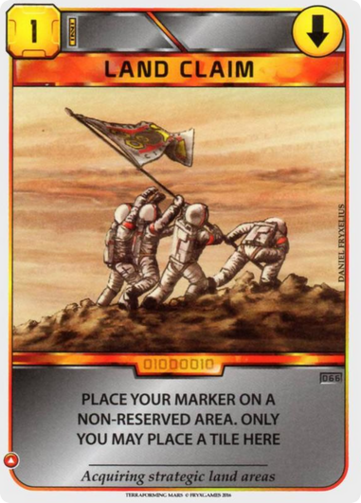 1
LAND CLAIM
DANIEL FRYXELIUS
01000010
066
PLACE YOUR MARKER ON A
NON-RESERVED AREA. ONLY
YOU MAY PLACE A TILE HERE
Acquiring strategic land areas
TERRAFORMING MARS © FRYXGAMES 2016